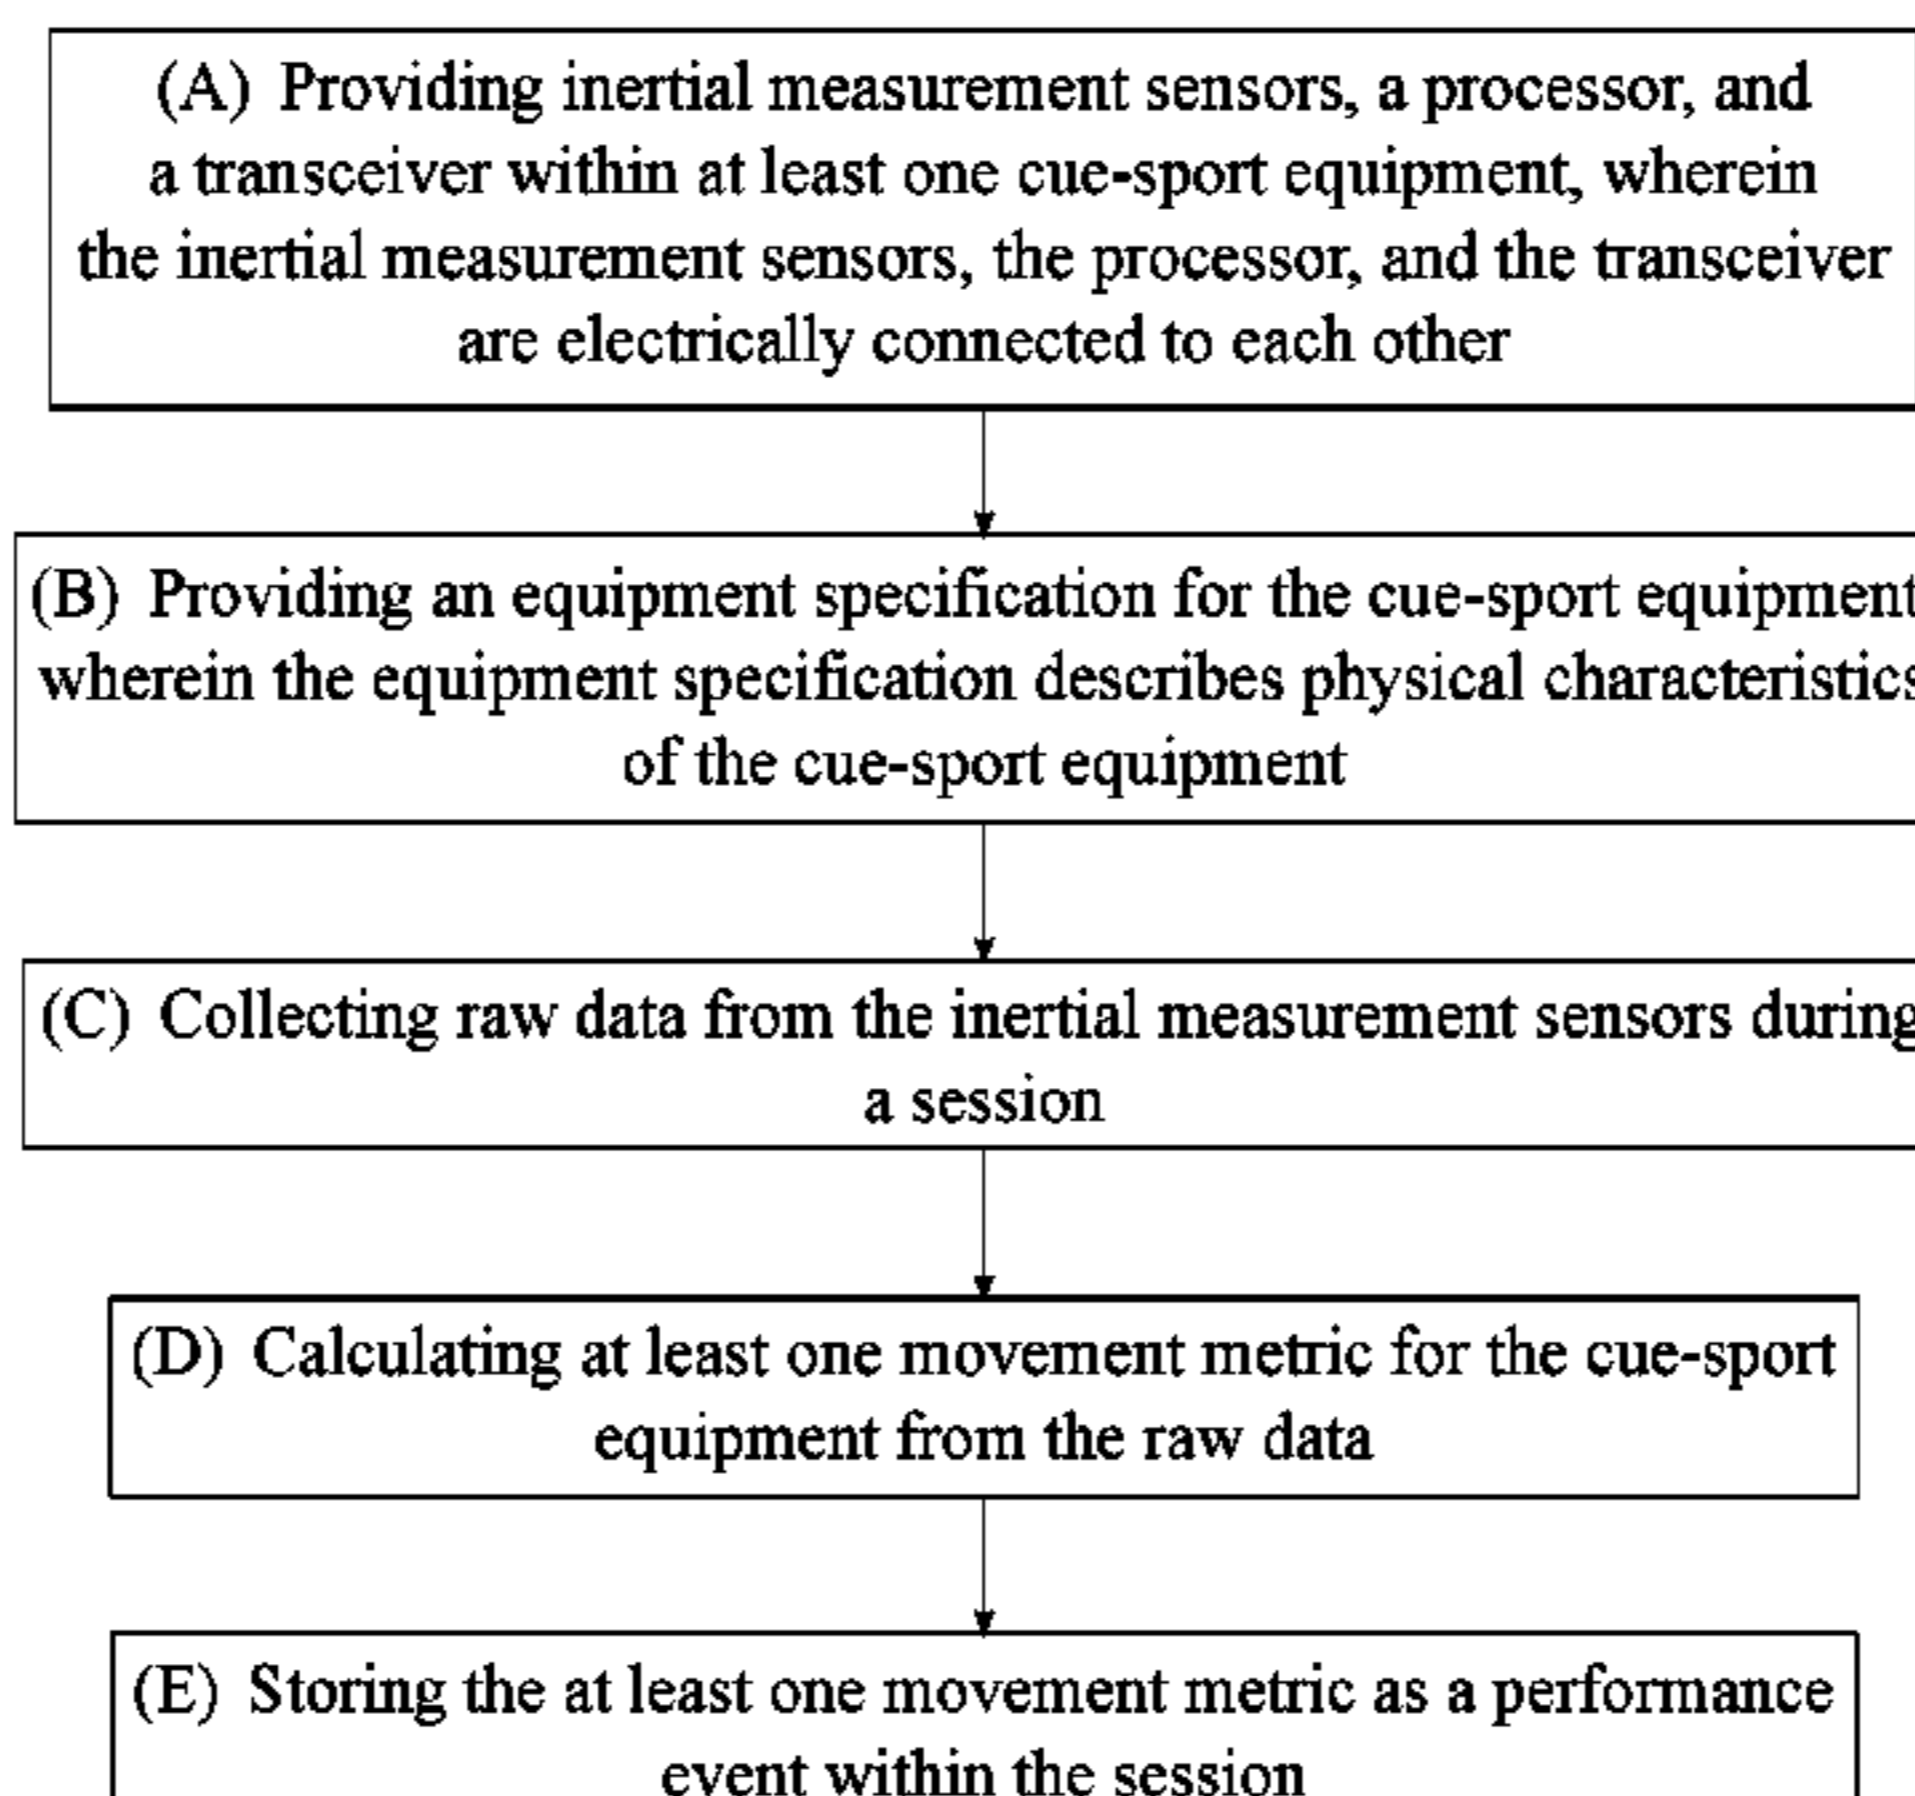 (A) Providing inertial measurement sensors, a processor, and
a transceiver within at least one cue-sport equipment, wherein
the inertial measurement sensors, the processor, and the transceiver
are electrically connected to each other
(B) Providing an equipment specification for the cue-sport equipment
wherein the equipment specification describes physical characteristics
of the cue-sport equipment
(C) Collecting raw data from the inertial measurement sensors during
a session
(D) Calculating at least one movement metric for the cue-sport
equipment from the raw data
(E) Storing the at least one movement metric as a performance
event within the session